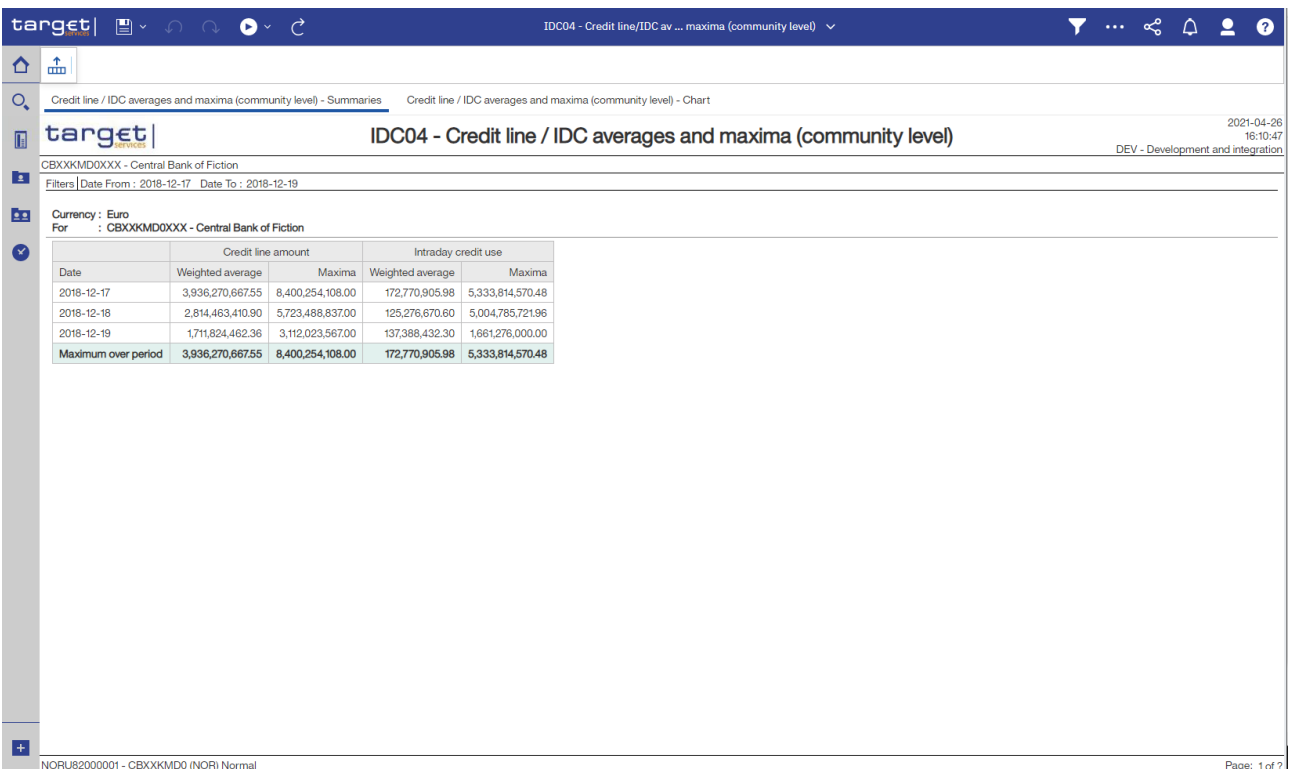 target| services
IDC04 - Credit line/IDC av ... maxima (community level)
Credit line / IDC averages and maxima (community level) - Summaries Credit line / IDC averages and maxima (community level) - Chart
target| services
IDC04 - Credit line / IDC averages and maxima (community level)
2021-04-26
16:10:47
DEV - Development and integration
CBXXKMD0XXX - Central Bank of Fiction
Filters | Date From : 2018-12-17 Date To : 2018-12-19
Currency : Euro
For : CBXXKMD0XXX - Central Bank of Fiction
Credit line amount Intraday credit use
Date Weighted average Maxima Weighted average Maxima
2018-12-17 3,936,270,667.55 8,400,254,108.00 172,770,905.98 5,333,814,570.48
2018-12-18 2,814,463,410.90 5,723,488,837.00 125,276,670.60 5,004,785,721.96
2018-12-19 1,711,824,462.36 3,112,023,567.00 137,388,432.30 1,661,276,000.00
Maximum over period 3,936,270,667.55 8,400,254,108.00 172,770,905.98 5,333,814,570.48
NORU82000001 - CBXXKMD0 (NOR) Normal Page: 1 of ?